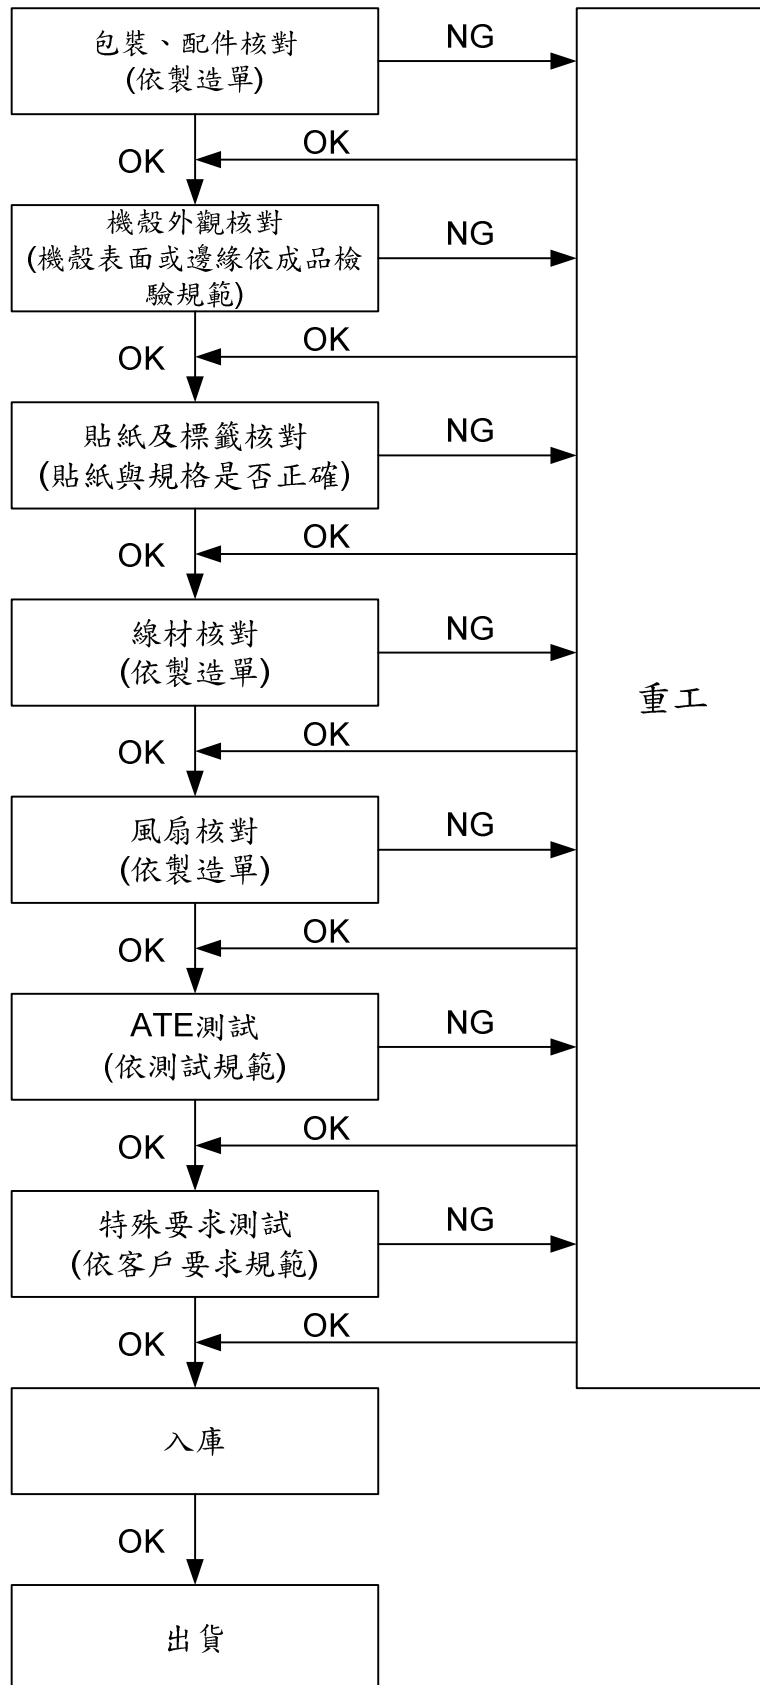 包裝、配件核對
(依製造單)
NG
OK
OK
機殼外觀核對
(機殼表面或邊緣依成品檢
驗規範)
NG
OK
OK
貼紙及標籤核對
(貼紙與規格是否正確)
NG
OK
OK
線材核對
(依製造單)
NG
重工
OK
OK
風扇核對
(依製造單)
NG
OK
OK
ATE測試
(依測試規範)
NG
OK
OK
特殊要求測試
(依客戶要求規範)
NG
OK
OK
入庫
OK
出貨